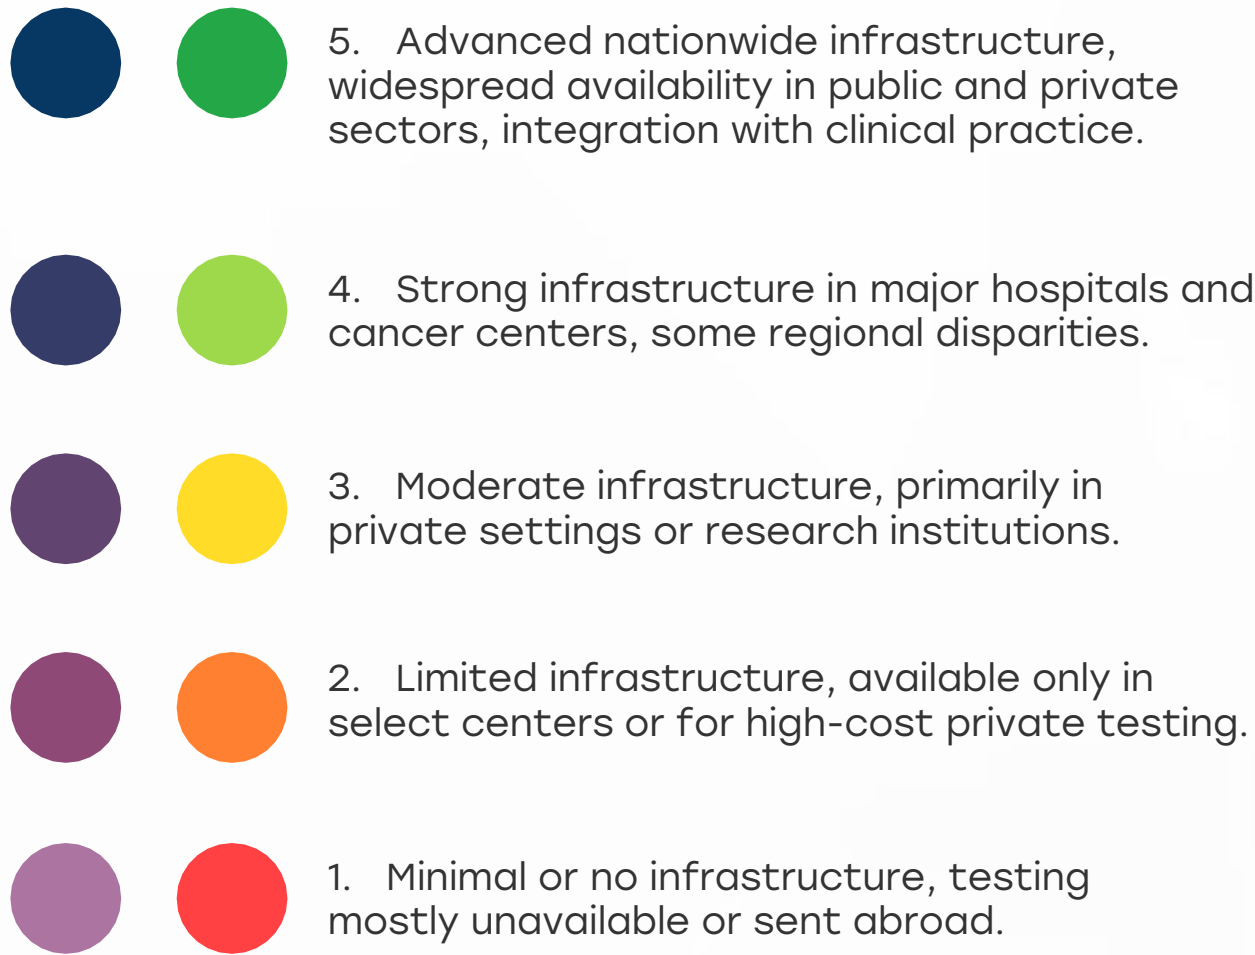 5. Advanced nationwide infrastructure,
widespread availability in public and private
sectors, integration with clinical practice.
4. Strong infrastructure in major hospitals and
cancer centers, some regional disparities.
3. Moderate infrastructure, primarily in
private settings or research institutions.
2. Limited infrastructure, available only in
select centers or for high-cost private testing.
1. Minimal or no infrastructure, testing
mostly unavailable or sent abroad.